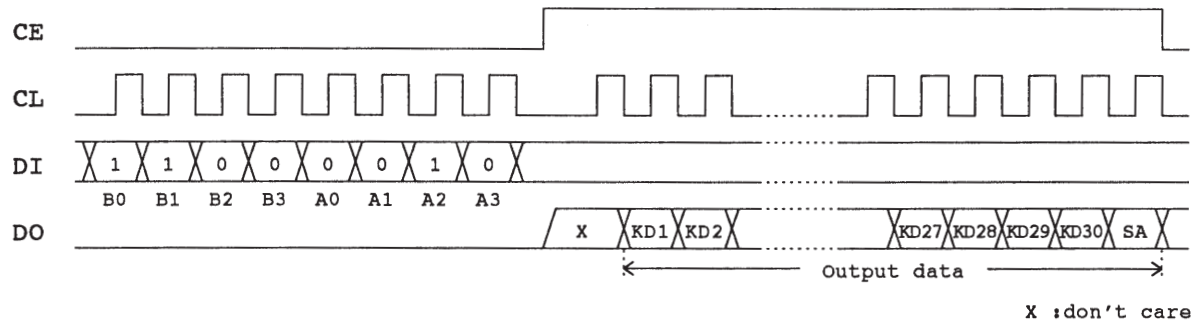 CE
CL
DI 1 1 0 0 0 0 1 0
B0 B1 B2 B3 A0 A1 A2 A3
DO X KD1 KD2 KD27 KD28 KD29 KD30 SA
Output data
X :don't care